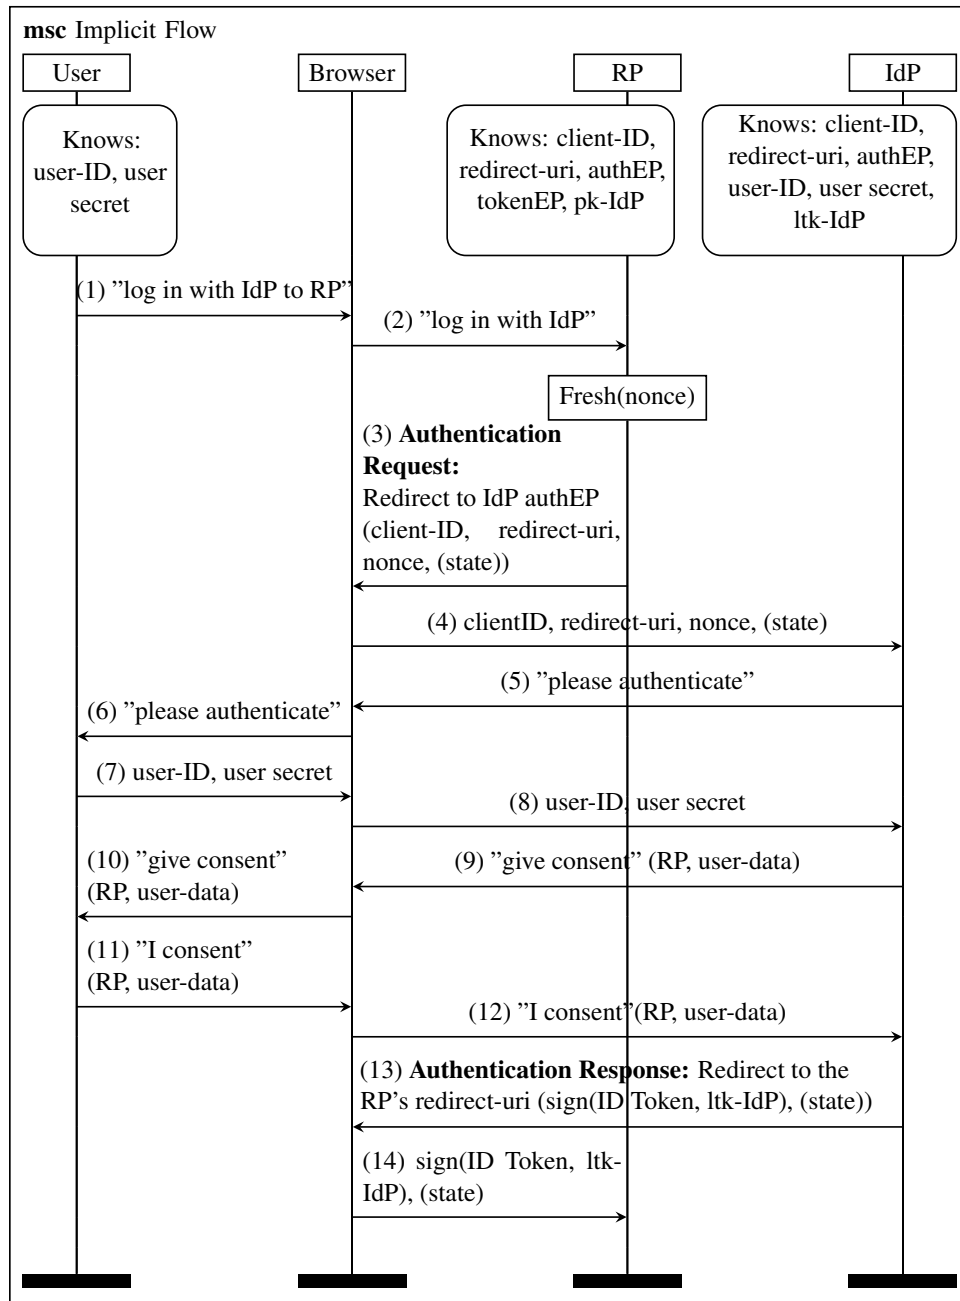 msc Implicit Flow
User
Browser
RP
IdP
Knows:
user-ID, user
secret
Knows: client-ID,
redirect-uri, authEP,
tokenEP, pk-IdP
Knows: client-ID,
redirect-uri, authEP,
user-ID, user secret,
ltk-IdP
(1) ”log in with IdP to RP”
(2) ”log in with IdP”
Fresh(nonce)
(3) Authentication
Request:
Redirect to IdP authEP
(client-ID, redirect-uri,
nonce, (state))
(4) clientID, redirect-uri, nonce, (state)
(5) ”please authenticate”
(6) ”please authenticate”
(7) user-ID, user secret
(8) user-ID, user secret
(9) ”give consent” (RP, user-data)
(10) ”give consent”
(RP, user-data)
(11) ”I consent”
(RP, user-data)
(12) ”I consent”(RP, user-data)
(13) Authentication Response: Redirect to the
RP’s redirect-uri (sign(ID Token, ltk-IdP), (state))
(14) sign(ID Token, ltk-
IdP), (state)